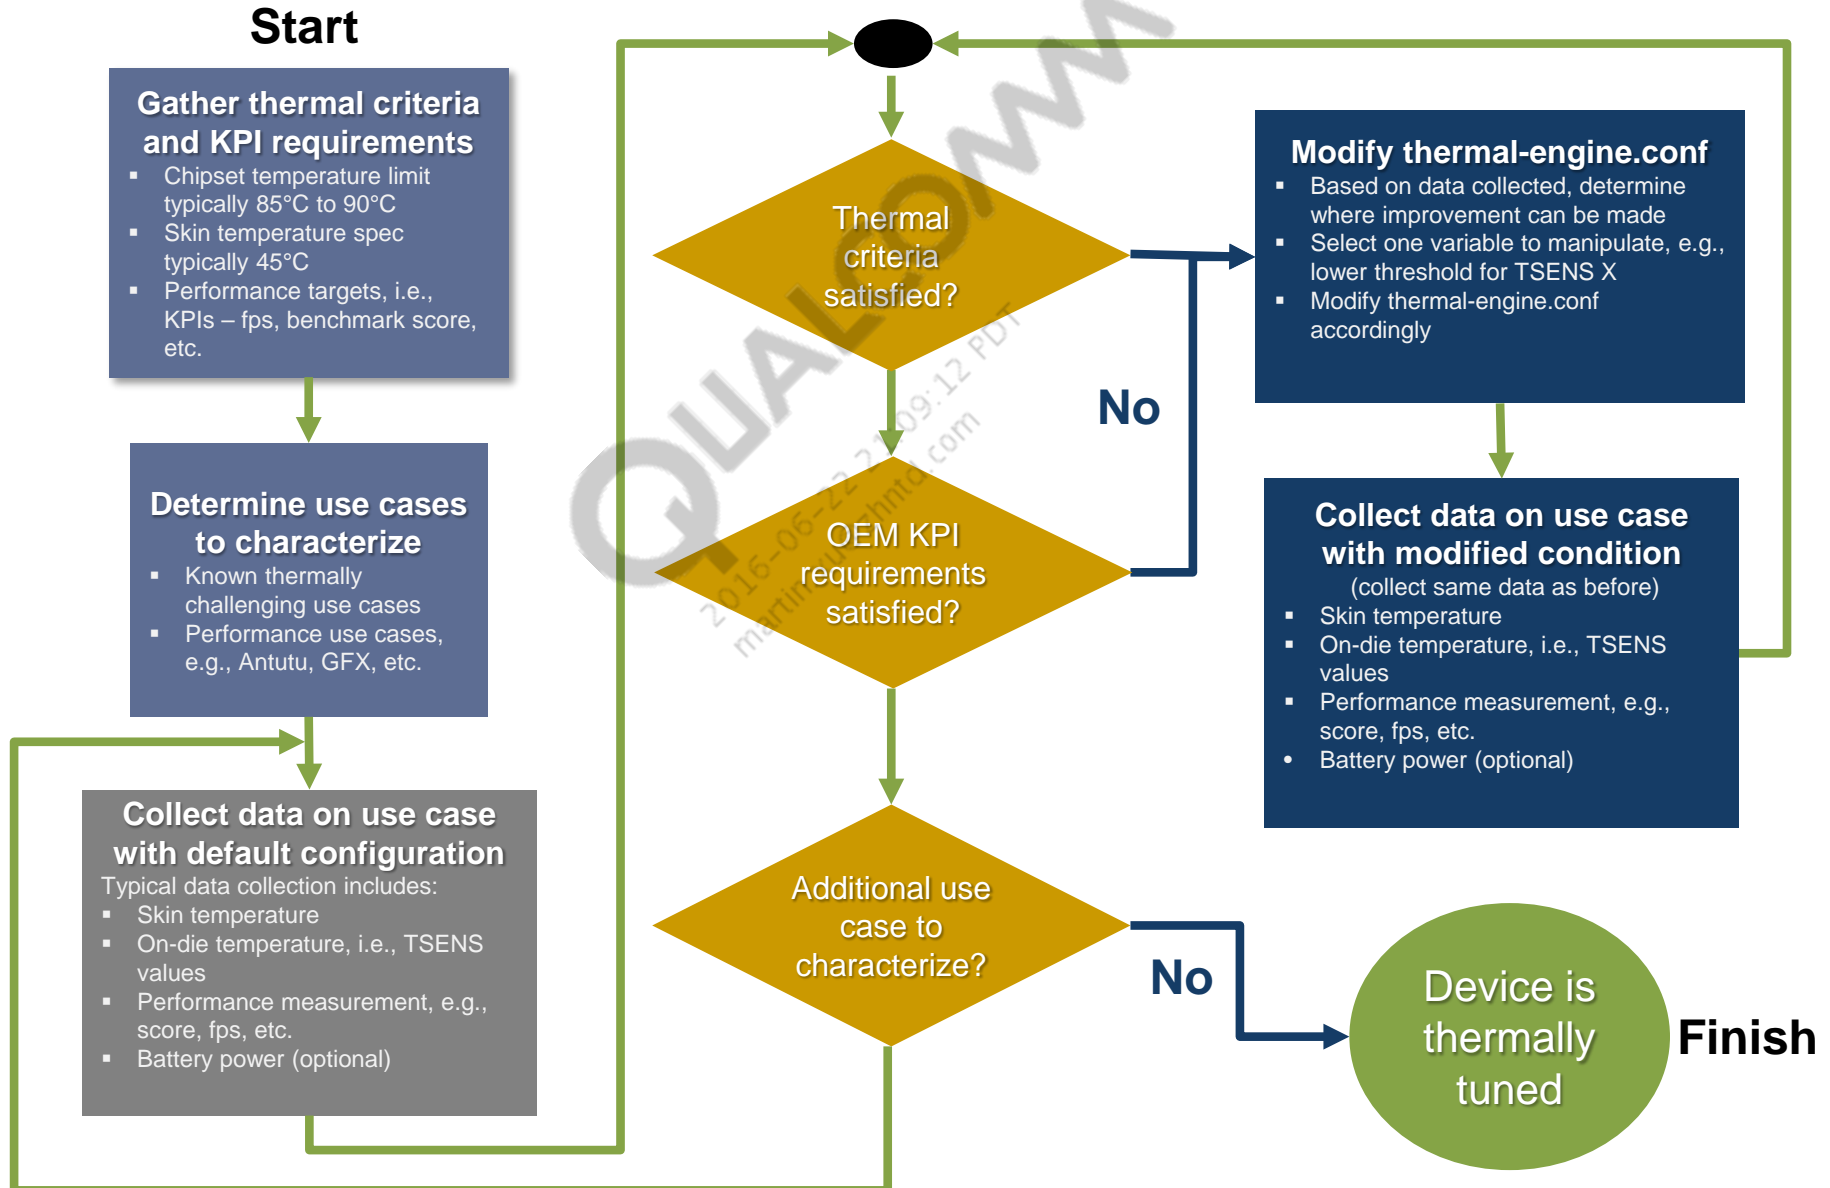 Start
Gather thermal criteria
and KPI requirements
▪ Chipset temperature limit
typically 85°C to 90°C
▪ Skin temperature spec
typically 45°C
▪ Performance targets, i.e.,
KPIs – fps, benchmark score,
etc.
Determine use cases
to characterize
▪ Known thermally
challenging use cases
▪ Performance use cases,
e.g., Antutu, GFX, etc.
Collect data on use case
with default configuration
Typical data collection includes:
▪ Skin temperature
▪ On-die temperature, i.e., TSENS
values
▪ Performance measurement, e.g.,
score, fps, etc.
▪ Battery power (optional)
Thermal
criteria
satisfied?
OEM KPI
requirements
satisfied?
Additional use
case to
characterize?
No
No
Modify thermal-engine.conf
▪ Based on data collected, determine
where improvement can be made
▪ Select one variable to manipulate, e.g.,
lower threshold for TSENS X
▪ Modify thermal-engine.conf
accordingly
Collect data on use case
with modified condition
(collect same data as before)
▪ Skin temperature
▪ On-die temperature, i.e., TSENS
values
▪ Performance measurement, e.g.,
score, fps, etc.
• Battery power (optional)
Device is
thermally
tuned
Finish
QUALCOMM
2016-06-22 21:09:12 PDT